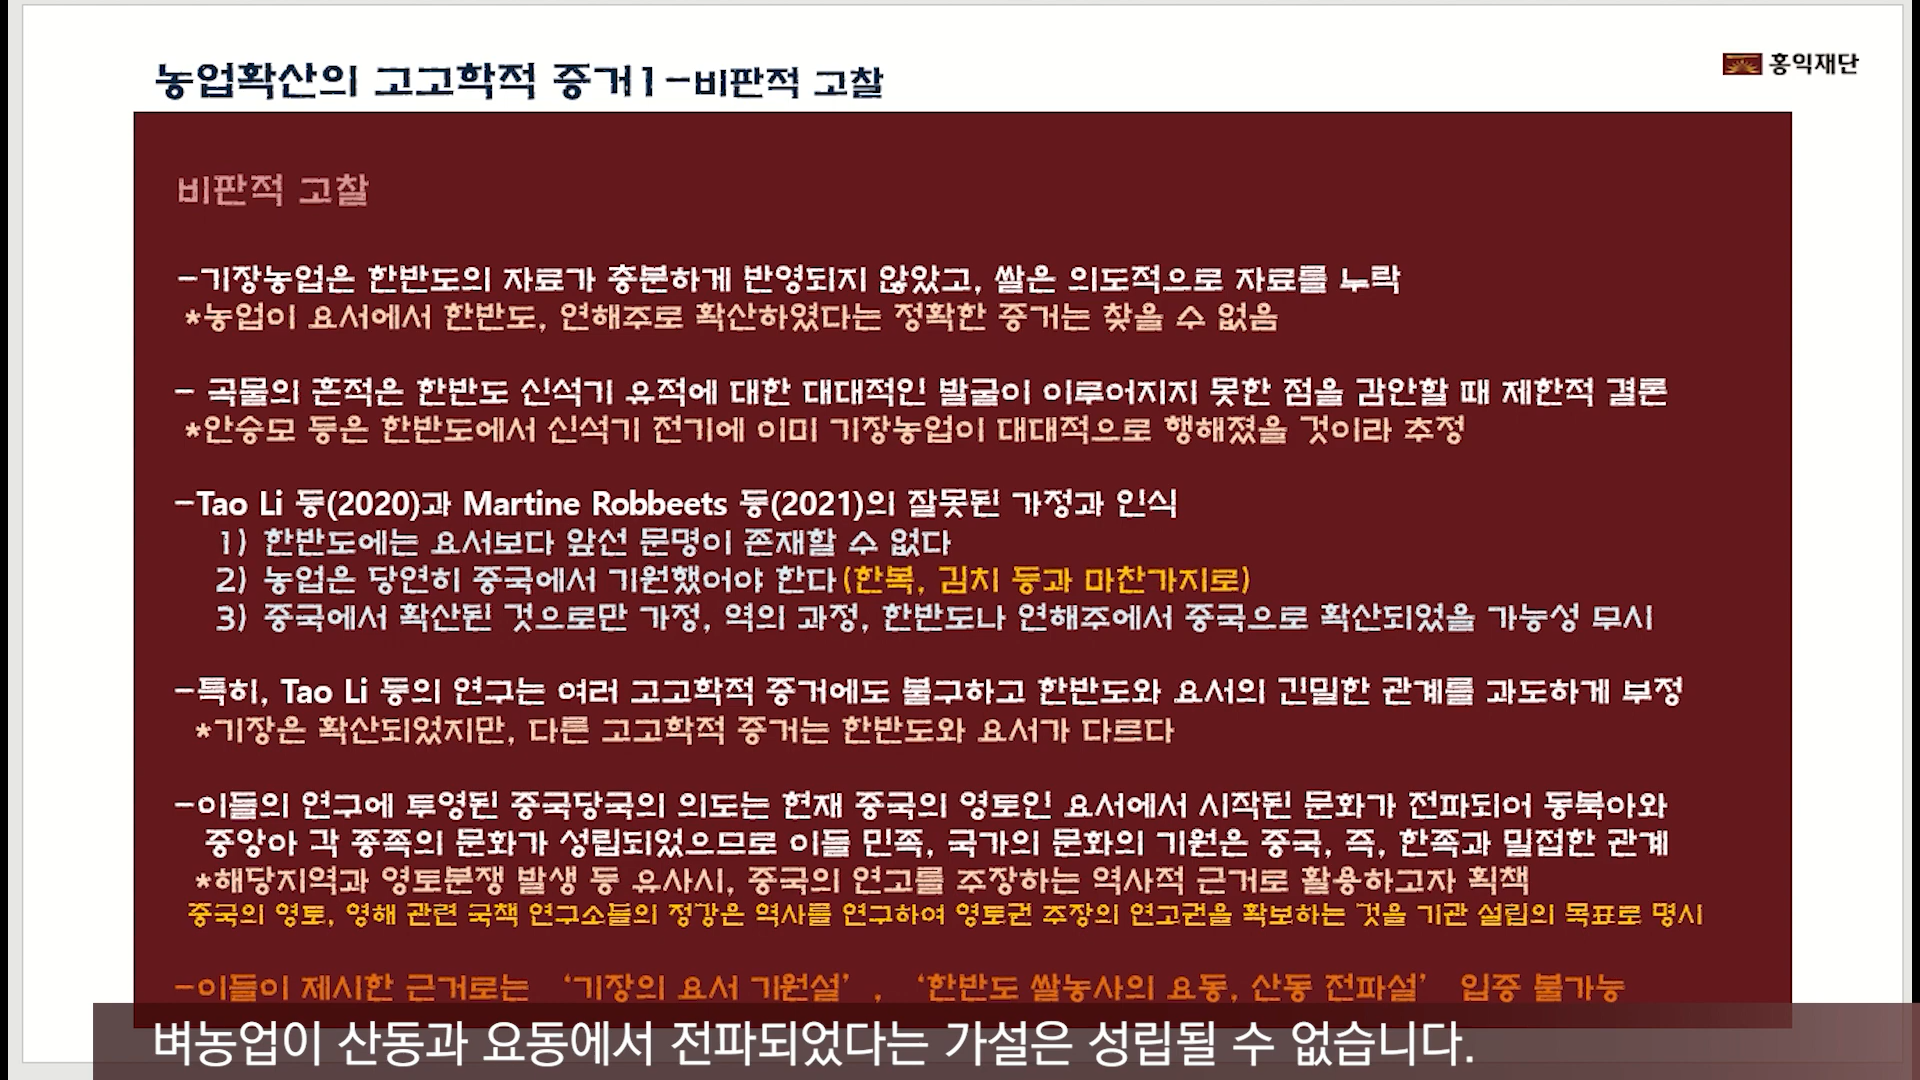 농업확산의 고고학적 증거1-비판적 고찰
홍익재단
비판적 고찰
-기장농업은 한반도의 자료가 충분하게 반영되지 않았고, 쌀은 의도적으로 자료를 누락
*농업이 요서에서 한반도, 연해주로 확산하였다는 정확한 증거는 찾을 수 없음
- 곡물의 흔적은 한반도 신석기 유적에 대한 대대적인 발굴이 이루어지지 못한 점을 감안할 때 제한적 결론
*안승모 등은 한반도에서 신석기 전기에 이미 기장농업이 대대적으로 행해졌을 것이라 추정
-Tao Li 등(2020)과 Martine Robbeets 등(2021)의 잘못된 가정과 인식
1) 한반도에는 요서보다 앞선 문명이 존재할 수 없다
2) 농업은 당연히 중국에서 기원했어야 한다(한복, 김치 등과 마찬가지로)
3) 중국에서 확산된 것으로만 가정, 역의 과정, 한반도나 연해주에서 중국으로 확산되었을 가능성 무시
-특히, Tao Li 등의 연구는 여러 고고학적 증거에도 불구하고 한반도와 요서의 긴밀한 관계를 과도하게 부정
*기장은 확산되었지만, 다른 고고학적 증거는 한반도와 요서가 다르다
-이들의 연구에 투영된 중국당국의 의도는 현재 중국의 영토인 요서에서 시작된 문화가 전파되어 동북아와
중앙아 각 종족의 문화가 성립되었으므로 이들 민족, 국가의 문화의 기원은 중국, 즉, 한족과 밀접한 관계
*해당지역과 영토분쟁 발생 등 유사시, 중국의 연고를 주장하는 역사적 근거로 활용하고자 획책
중국의 영토, 영해 관련 국책 연구소들의 정강은 역사를 연구하여 영토권 주장의 연고권을 확보하는 것을 기관 설립의 목표로 명시
-이들이 제시한 근거로는 ‘기장의 요서 기원설’, ‘한반도 쌀농사의 요동, 산동 전파설’ 입증 불가능
벼농업이 산동과 요동에서 전파되었다는 가설은 성립될 수 없습니다.